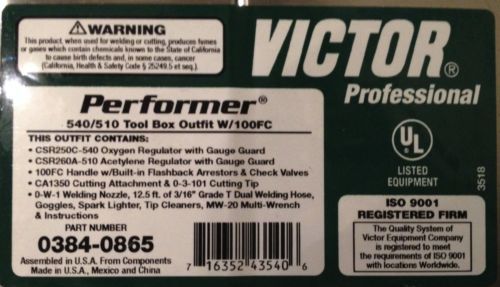 WARNING
This product, when used for welding or cutting, produces fumes
or gases which contain chemicals known to the State of California
to cause birth defects and, in some cases, cancer
(California, Health & Safety Code § 25249.5 et seq.).
VICTOR®
Professional
Performer®
540/510 Tool Box Outfit W/100FC
THIS OUTFIT CONTAINS:
• CSR250C-540 Oxygen Regulator with Gauge Guard
• CSR260A-510 Acetylene Regulator with Gauge Guard
• 100FC Handle w/Built-in Flashback Arrestors & Check Valves
• CA1350 Cutting Attachment & 0-3-101 Cutting Tip
• 0-W-1 Welding Nozzle, 12.5 ft. of 3/16" Grade T Dual Welding Hose,
Goggles, Spark Lighter, Tip Cleaners, MW-20 Multi-Wrench
& Instructions
PART NUMBER
0384-0865
Assembled in U.S.A. From Components
Made in U.S.A., Mexico and China
7 16352 43540 6
UL
®
LISTED
EQUIPMENT
3518
ISO 9001
REGISTERED FIRM
The Quality System of
Victor Equipment Company
is registered to meet
the requirements of ISO 9001
with locations Worldwide.